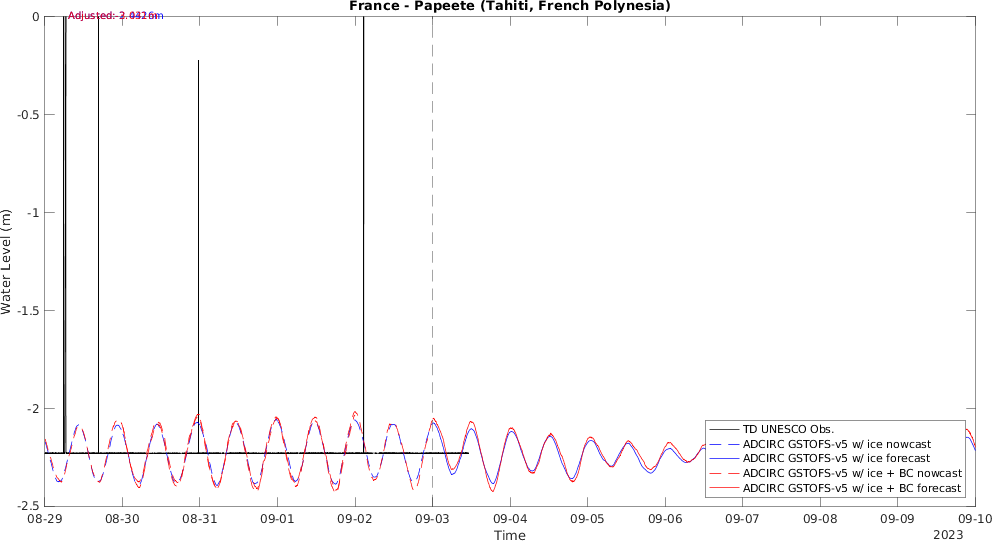 France - Papeete (Tahiti, French Polynesia)
Adjusted:
0
-0.5
-1
-1.5
-2
-2.5
Water Level (m)
TD UNESCO Obs.
ADCIRC GSTOFS-v5 w/ ice nowcast
ADCIRC GSTOFS-v5 w/ ice forecast
ADCIRC GSTOFS-v5 w/ ice + BC nowcast
ADCIRC GSTOFS-v5 w/ ice + BC forecast
08-29 08-30 08-31 09-01 09-02 09-03 09-04 09-05 09-06 09-07 09-08 09-09 09-10
Time
2023